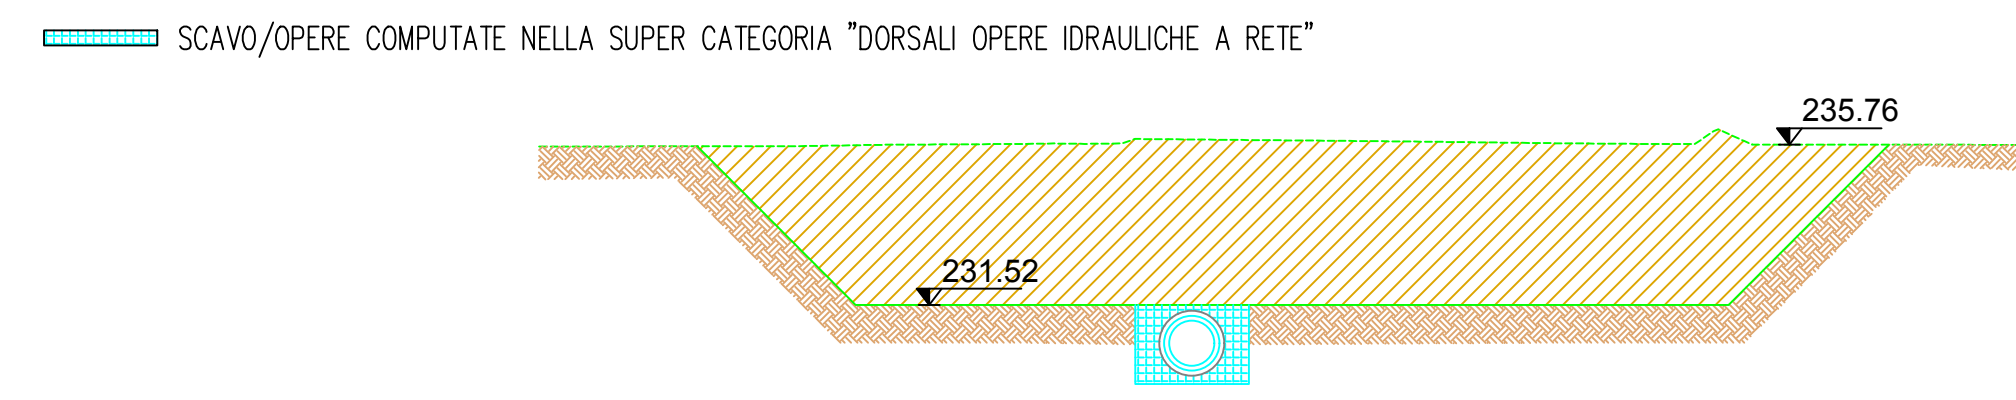 SCAVO/OPERE COMPUTATE NELLA SUPER CATEGORIA "DORSALI OPERE IDRAULICHE A RETE"
235.76
231.52